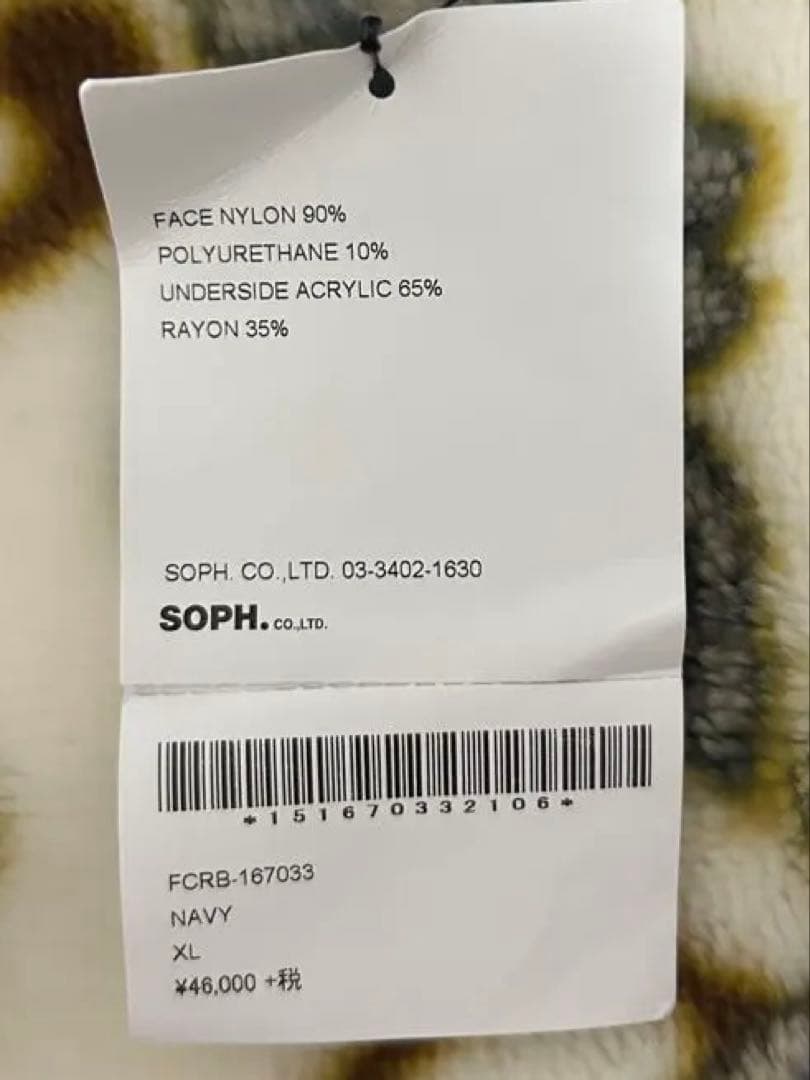 FACE NYLON 90%
POLYURETHANE 10%
UNDERSIDE ACRYLIC 65%
RAYON 35%
SOPH. CO.,LTD. 03-3402-1630
SOPH. CO.,LTD.
*151670332106*
FCRB-167033
NAVY
XL
¥46,000 +税